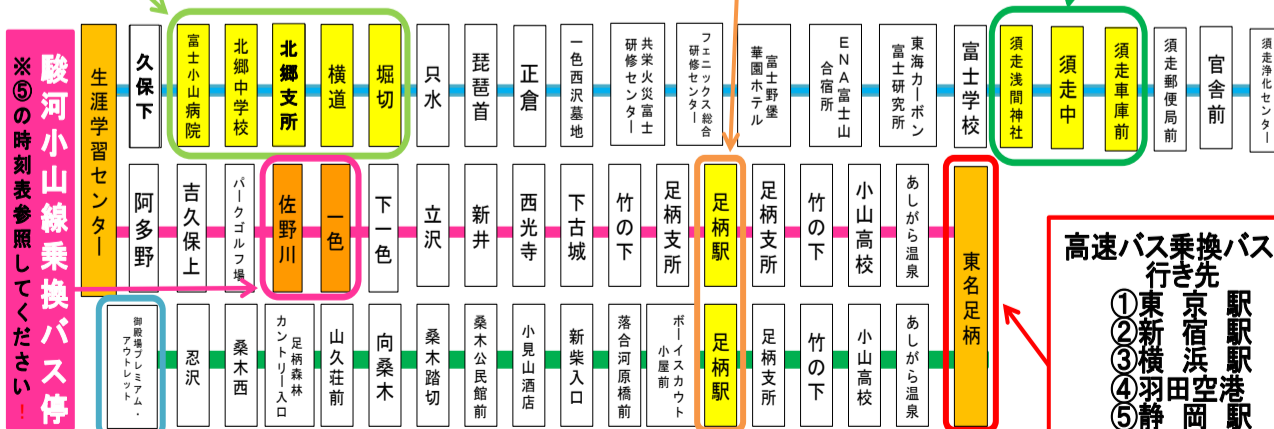 駿河小山線乗換バス停
※⑤の時刻表参照してください！
生涯学習センター
久保下
富士小山病院
北郷中学校
北郷支所
横道
堀切
只水
琵琶首
正倉
一色西沢墓地
共栄火災富士
研修センター
フェニックス総合
研修センター
富士野堡
華園ホテル
ENA富士山
合宿所
東海カーボン
富士研究所
富士学校
須走浅間神社
須走中
須走車庫前
須走郵便局前
官舎前
須走浄化センター
阿多野
吉久保上
パークゴルフ場
佐野川
一色
下一色
立沢
新井
西光寺
下古城
竹の下
足柄支所
足柄駅
足柄支所
竹の下
小山高校
あしがら温泉
東名足柄
御殿場プレミアム・
アウトレット
忍沢
桑木西
足柄森林
カントリー入口
山久荘前
向桑木
桑木踏切
桑木公民館前
小見山酒店
新柴入口
落合河原橋前
ボーイスカウト
小屋前
足柄駅
足柄支所
竹の下
小山高校
あしがら温泉
高速バス乗換バス
行き先
①東京駅
②新宿駅
③横浜駅
④羽田空港
⑤静岡駅